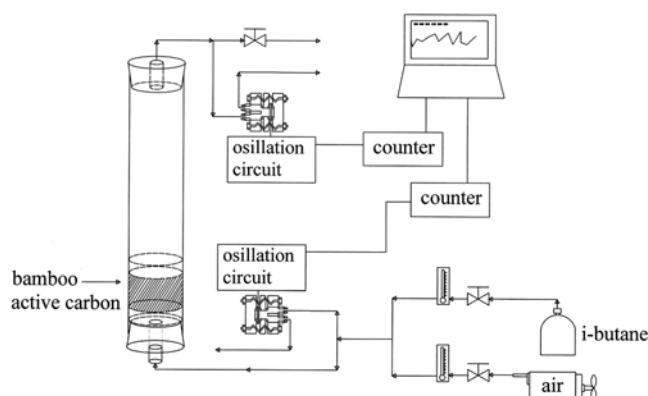 osillation
circuit
counter
counter
osillation
circuit
bamboo
active carbon
i-butane
air